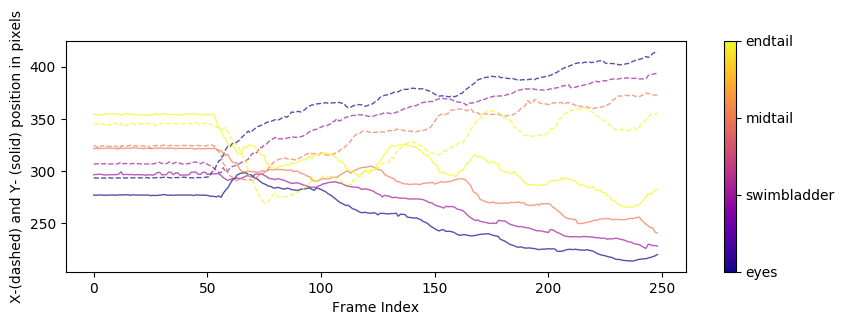 X-(dashed) and Y- (solid) position in pixels
400
350
300
250
0
50
100
150
200
250
Frame Index
endtail
midtail
swimbladder
eyes